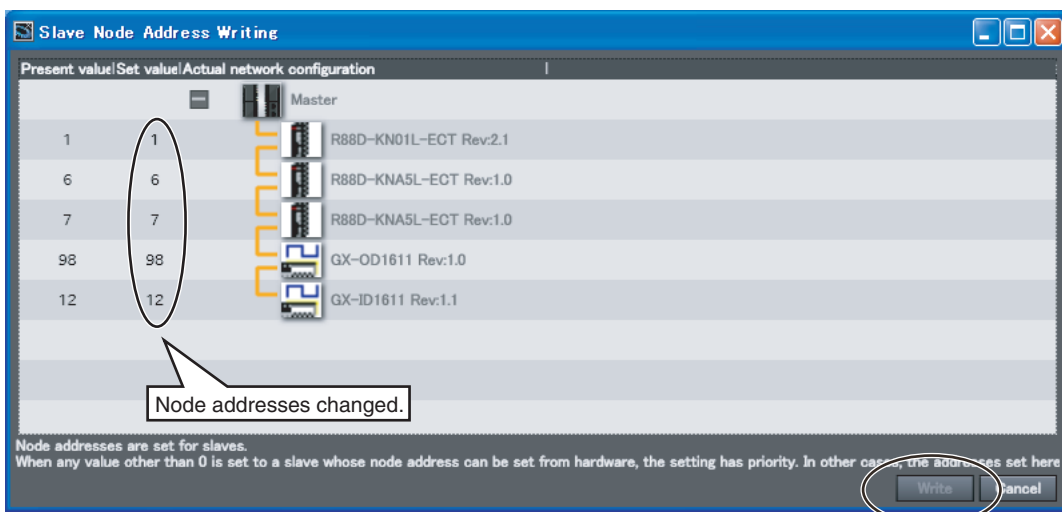 Slave Node Address Writing
Present value Set value Actual network configuration
Master
1 1 R88D-KN01L-ECT Rev:2.1
6 6 R88D-KNA5L-ECT Rev:1.0
7 7 R88D-KNA5L-ECT Rev:1.0
98 98 GX-OD1611 Rev:1.0
12 12 GX-ID1611 Rev:1.1
Node addresses changed.
Node addresses are set for slaves.
When any value other than 0 is set to a slave whose node address can be set from hardware, the setting has priority. In other cases, the addresses set here
Write Cancel